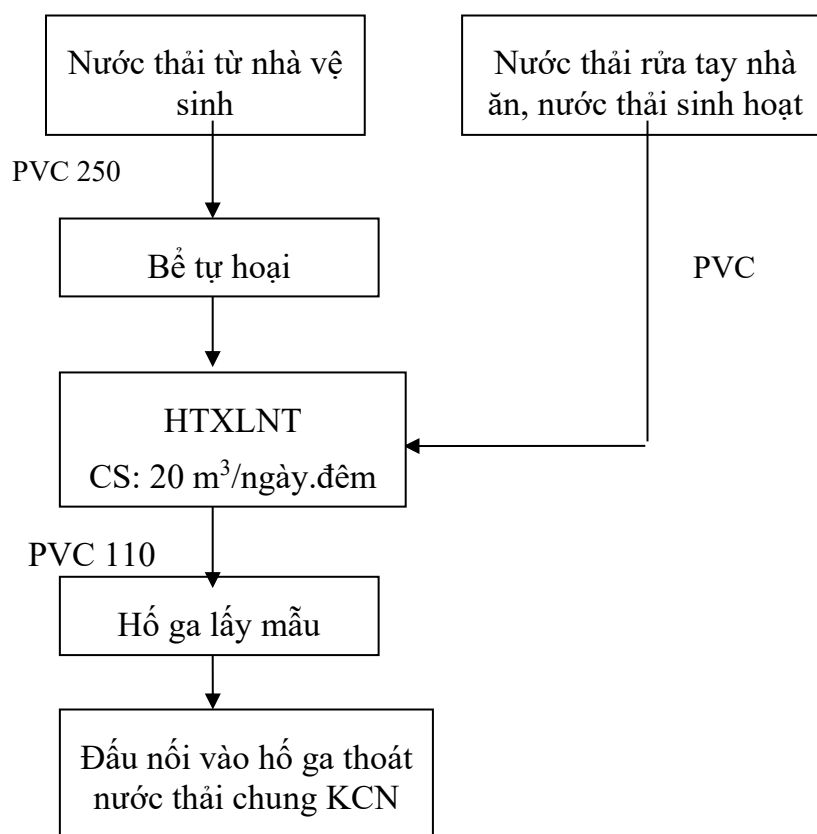 Nước thải từ nhà vệ
sinh
Nước thải rửa tay nhà
ăn, nước thải sinh hoạt
PVC 250
Bể tự hoại
PVC
HTXLNT
CS: 20 m³/ngày.đêm
PVC 110
Hố ga lấy mẫu
Đấu nối vào hố ga thoát
nước thải chung KCN